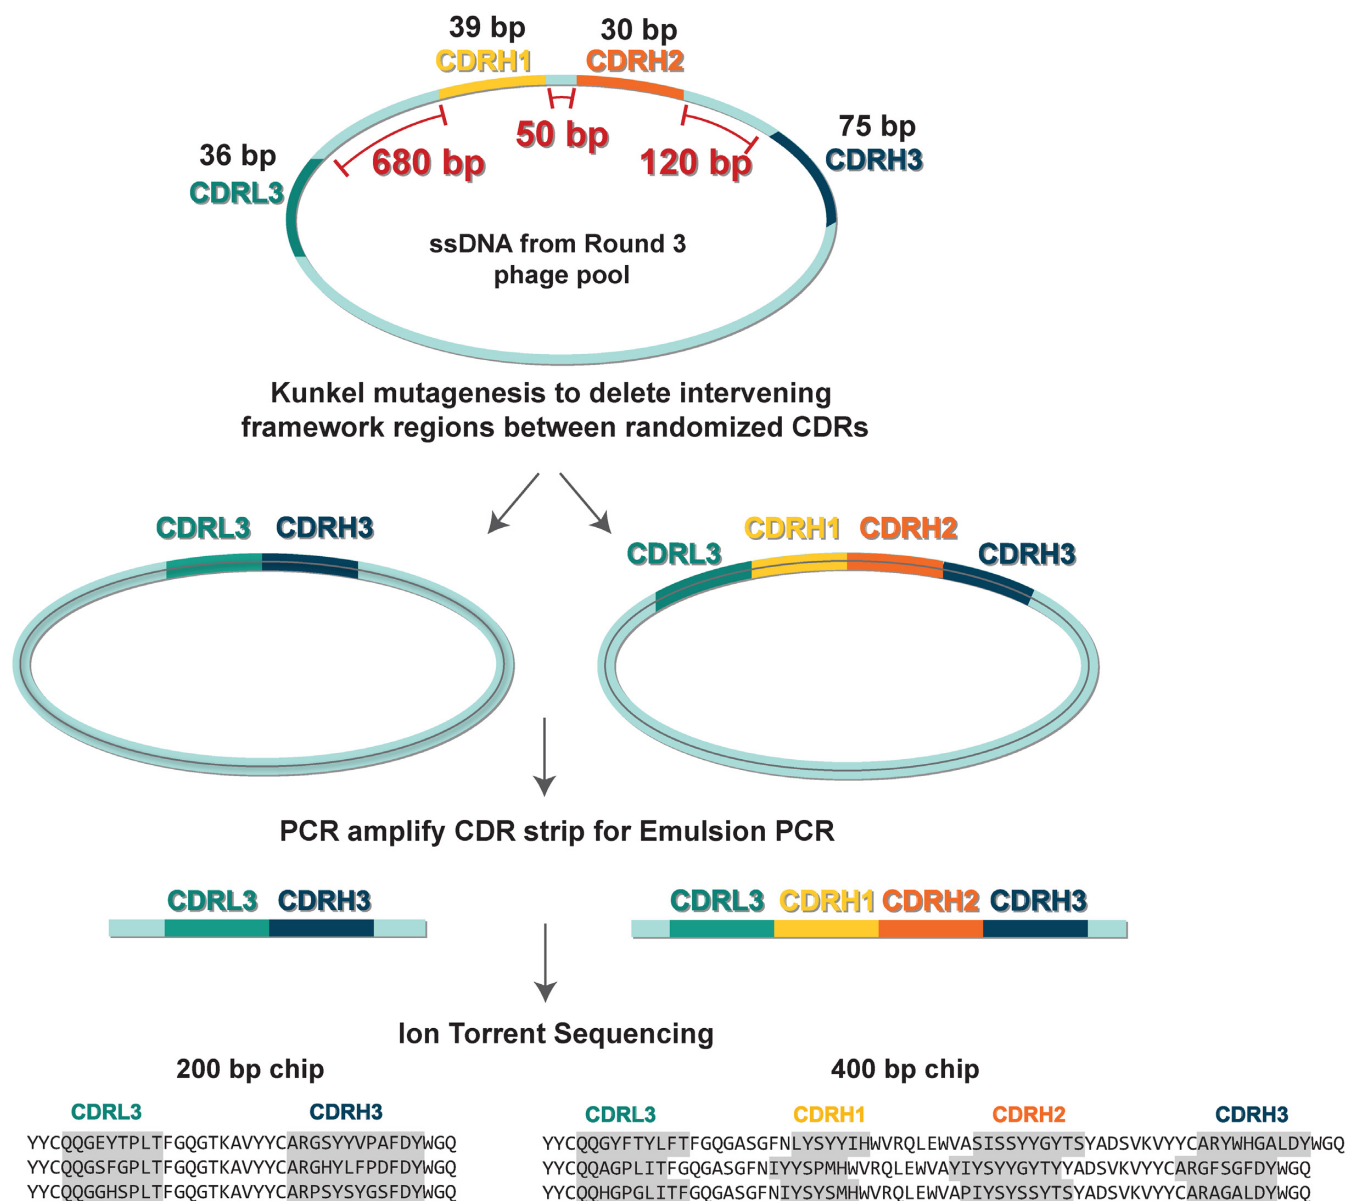 39 bp
30 bp
CDRH1
CDRH2
50 bp
75 bp
CDRH3
36 bp
CDRL3
680 bp
120 bp
ssDNA from Round 3
phage pool
Kunkel mutagenesis to delete intervening
framework regions between randomized CDRs
CDRL3 CDRH3
CDRL3 CDRH1 CDRH2 CDRH3
PCR amplify CDR strip for Emulsion PCR
CDRL3 CDRH3
CDRL3 CDRH1 CDRH2 CDRH3
Ion Torrent Sequencing
200 bp chip
CDRL3 CDRH3
YYCQQGEYTPLTFGQGTKAVYYCARGSYYVPAFDYWGQ
YYCQQGSFGPLTFGQGTKAVYYCARGHYLFPDFDYWGQ
YYCQQGGHSPLTFGQGTKAVYYCARPSYSYGSFDYWGQ
400 bp chip
CDRL3 CDRH1 CDRH2 CDRH3
YYCQQGYFTYLFTFGQGASGFNLYSYYIHWVRQLEWVASISSYYGYTSYADSVKVYYCARYWHGALDYWGQ
YYCQQAGPLITFGQGASGFNIYYSPMHWVRQLEWVAYIYSYYGYTYYADSVKVYYCARGFSGFDYWGQ
YYCQQHGPGLITFGQGASGFNIYSYSMHWVRQLEWVAPIYSYSSYTSYADSVKVYYCARAGALDYWGQ